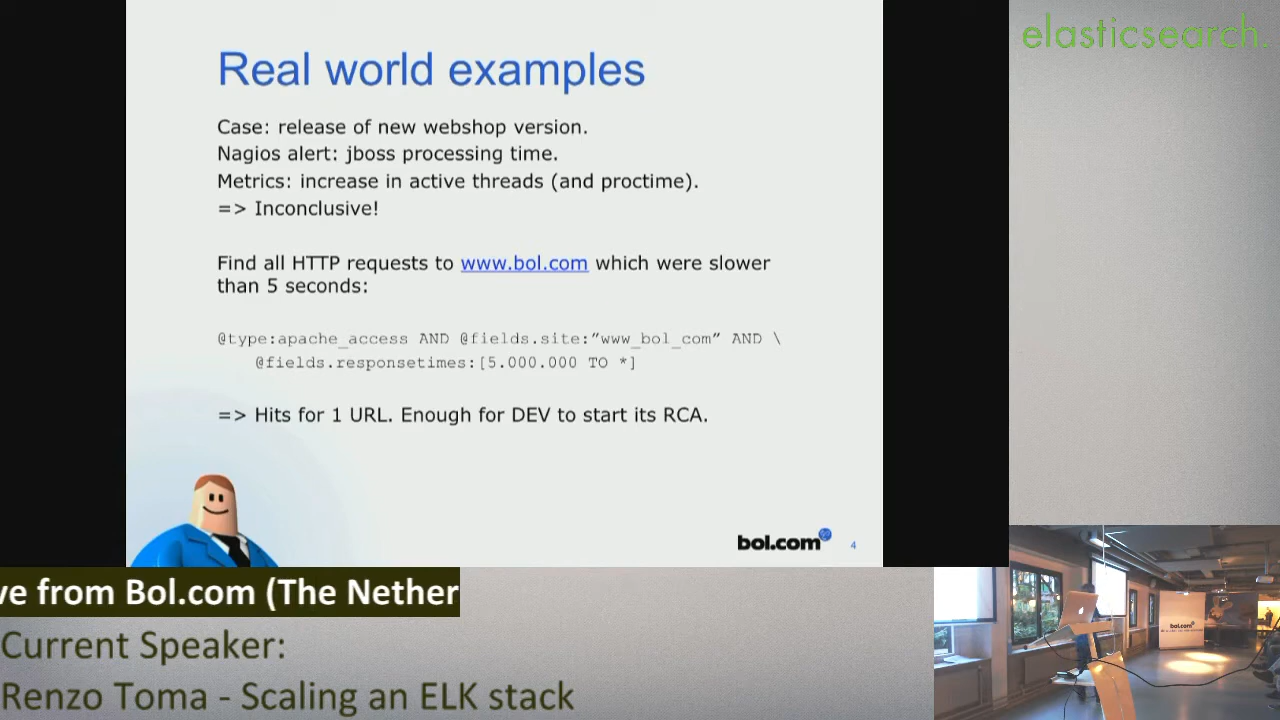 elasticsearch.
Real world examples
Case: release of new webshop version.
Nagios alert: jboss processing time.
Metrics: increase in active threads (and proctime).
=> Inconclusive!
Find all HTTP requests to www.bol.com which were slower
than 5 seconds:
@type:apache_access AND @fields.site:”www_bol_com” AND \
@fields.responsetimes:[5.000.000 TO *]
=> Hits for 1 URL. Enough for DEV to start its RCA.
bol.com
4
ve from Bol.com (The Nether
Current Speaker:
Renzo Toma - Scaling an ELK stack
bol.com